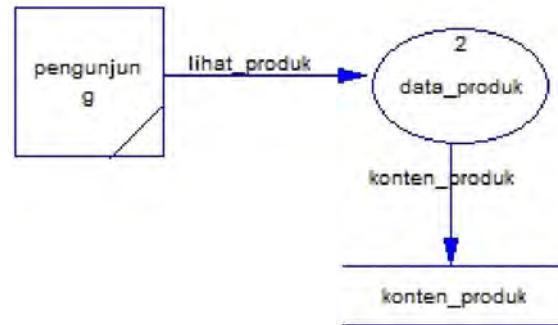 pengunjun
g
lihat_produk
2
data_produk
konten_produk
konten_produk